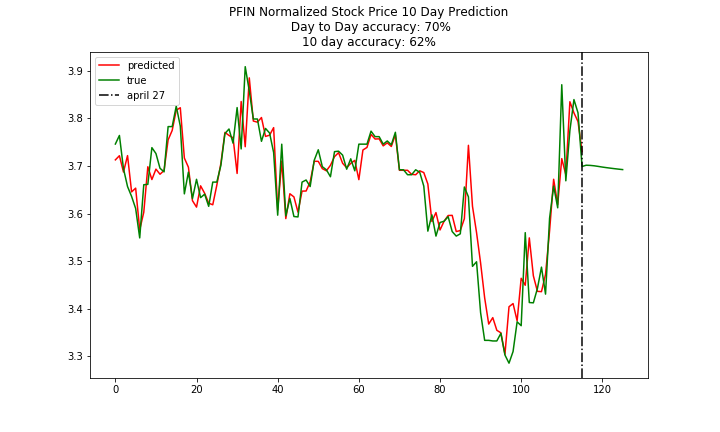 PFIN Normalized Stock Price 10 Day Prediction
Day to Day accuracy: 70%
10 day accuracy: 62%
predicted
true
april 27
3.9
3.8
3.7
3.6
3.5
3.4
3.3
0 20 40 60 80 100 120